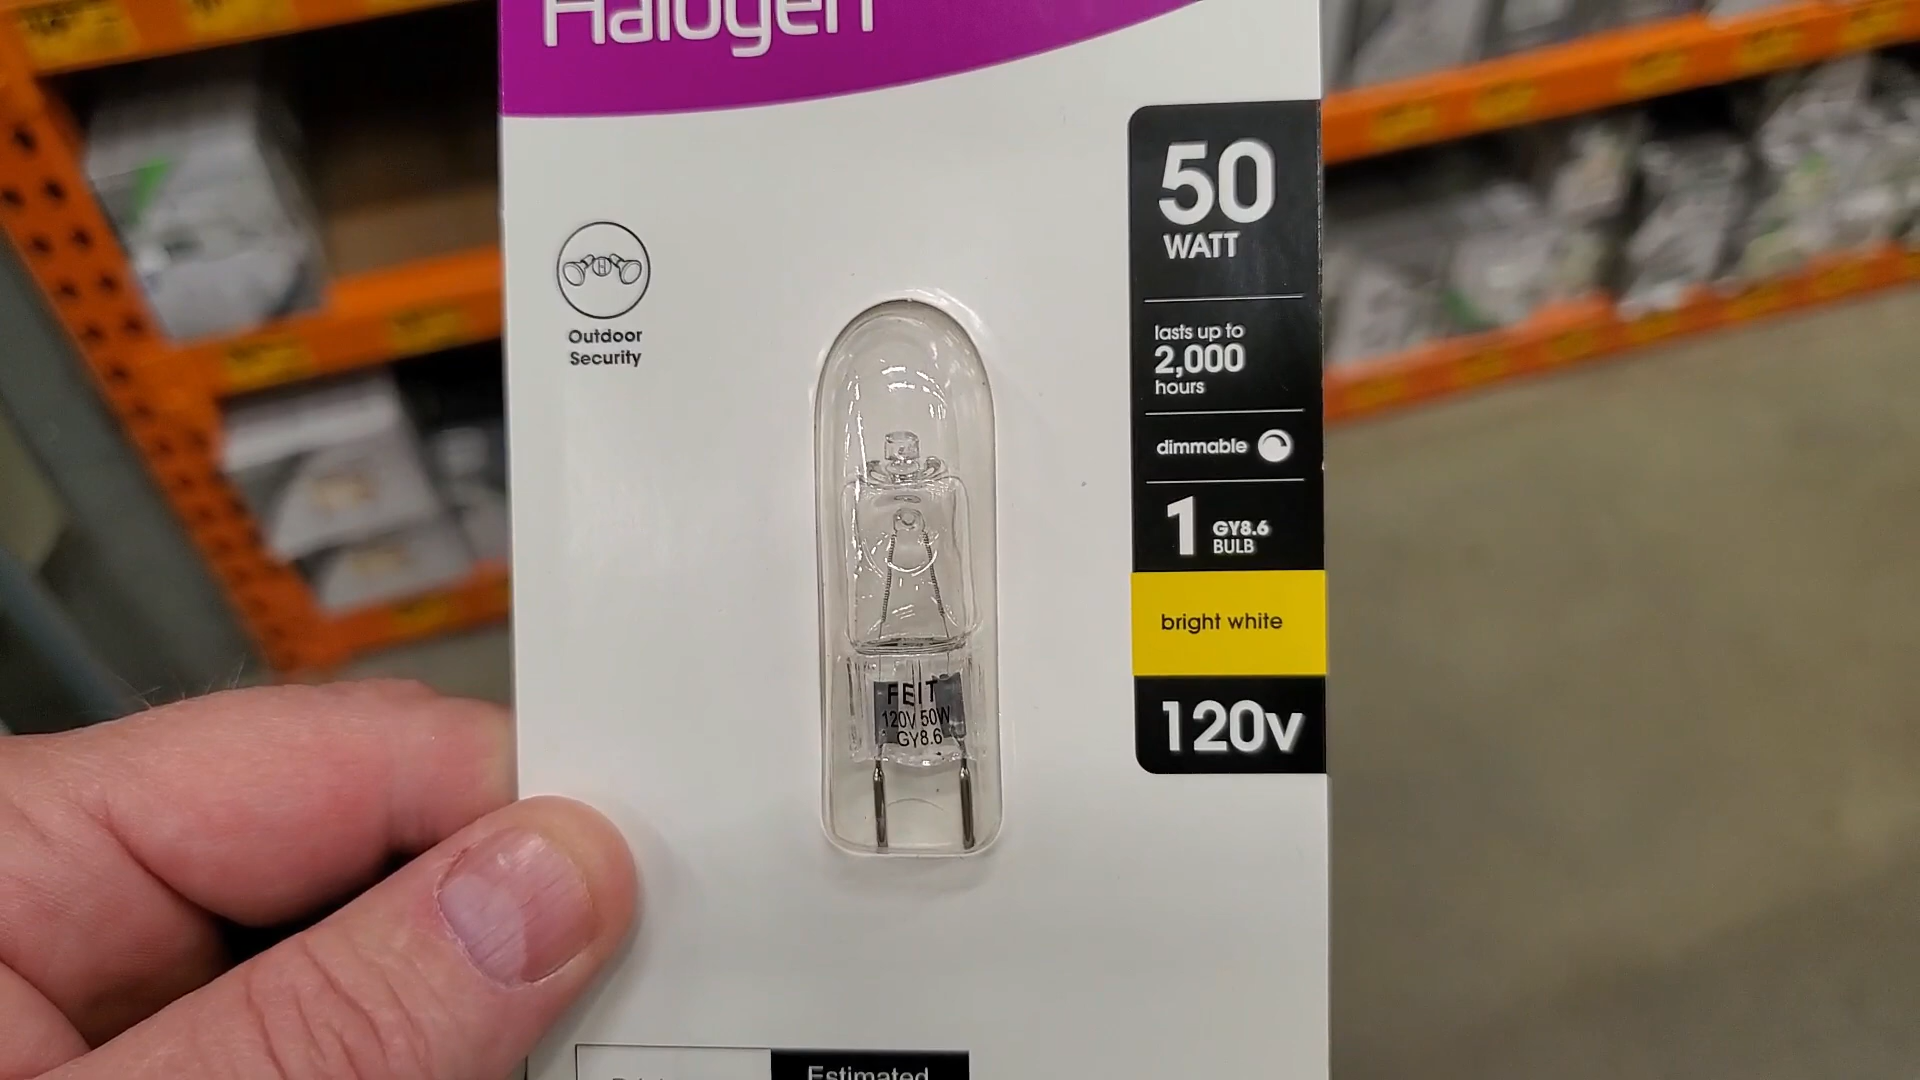 Halogen
50
WATT
Outdoor
Security
lasts up to
2,000
hours
dimmable
1 GY8.6
BULB
bright white
FEIT
120V 50W
GY8.6
120v
Estimated